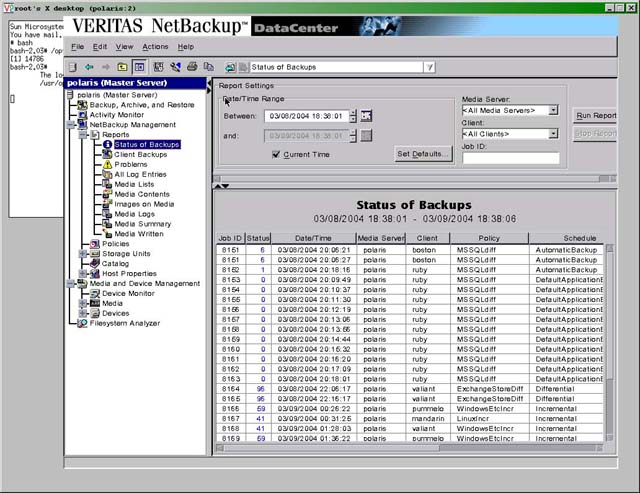 root's X desktop (polaris:2)
Sun Microsy
You have mail.
# bash
bash-2.03# /op
[1] 14786
bash-2.03#
The lo
/usr/o
VERITAS NetBackup™ DataCenter
File Edit View Actions Help
Status of Backups
polaris (Master Server)
polaris (Master Server)
Backup, Archive, and Restore
Activity Monitor
NetBackup Management
Reports
Status of Backups
Client Backups
Problems
All Log Entries
Media Lists
Media Contents
Images on Media
Media Logs
Media Summary
Media Written
Policies
Storage Units
Catalog
Host Properties
Media and Device Management
Device Monitor
Media
Devices
Filesystem Analyzer
Report Settings
Date/Time Range
Between: 03/08/2004 18:38:01
and: 03/09/2004 18:38:01
Current Time
Set Defaults...
Media Server:
<All Media Servers>
Client:
<All Clients>
Job ID:
Run Report
Stop Report
Status of Backups
03/08/2004 18:38:01 - 03/09/2004 18:38:06
Job ID Status Date/Time Media Server Client Policy Schedule
8151 6 03/08/2004 20:05:21 polaris boston MSSQLdiff AutomaticBackup
8151 6 03/08/2004 20:05:27 polaris boston MSSQLdiff AutomaticBackup
8152 1 03/08/2004 20:18:16 polaris ruby MSSQLdiff AutomaticBackup
8153 0 03/08/2004 20:09:49 polaris ruby MSSQLdiff DefaultApplicationB
8154 0 03/08/2004 20:10:37 polaris ruby MSSQLdiff DefaultApplicationB
8155 0 03/08/2004 20:11:30 polaris ruby MSSQLdiff DefaultApplicationB
8156 0 03/08/2004 20:12:19 polaris ruby MSSQLdiff DefaultApplicationB
8157 0 03/08/2004 20:13:05 polaris ruby MSSQLdiff DefaultApplicationB
8158 0 03/08/2004 20:13:56 polaris ruby MSSQLdiff DefaultApplicationB
8159 0 03/08/2004 20:14:44 polaris ruby MSSQLdiff DefaultApplicationB
8160 0 03/08/2004 20:15:32 polaris ruby MSSQLdiff DefaultApplicationB
8161 0 03/08/2004 20:16:20 polaris ruby MSSQLdiff DefaultApplicationB
8162 0 03/08/2004 20:17:09 polaris ruby MSSQLdiff DefaultApplicationB
8163 0 03/08/2004 20:18:01 polaris ruby MSSQLdiff DefaultApplicationB
8164 96 03/08/2004 22:05:17 polaris valiant ExchangeStoreDiff Differential
8165 96 03/08/2004 22:16:17 polaris valiant ExchangeStoreDiff Differential
8166 59 03/09/2004 00:25:22 polaris pummelo WindowsEtcIncr Incremental
8167 41 03/09/2004 00:31:25 polaris mandarin LinuxIncr Incremental
8168 41 03/09/2004 01:28:03 polaris valiant WindowsEtcIncr Incremental
8169 59 03/09/2004 01:36:22 polaris pummelo WindowsEtcIncr Incremental